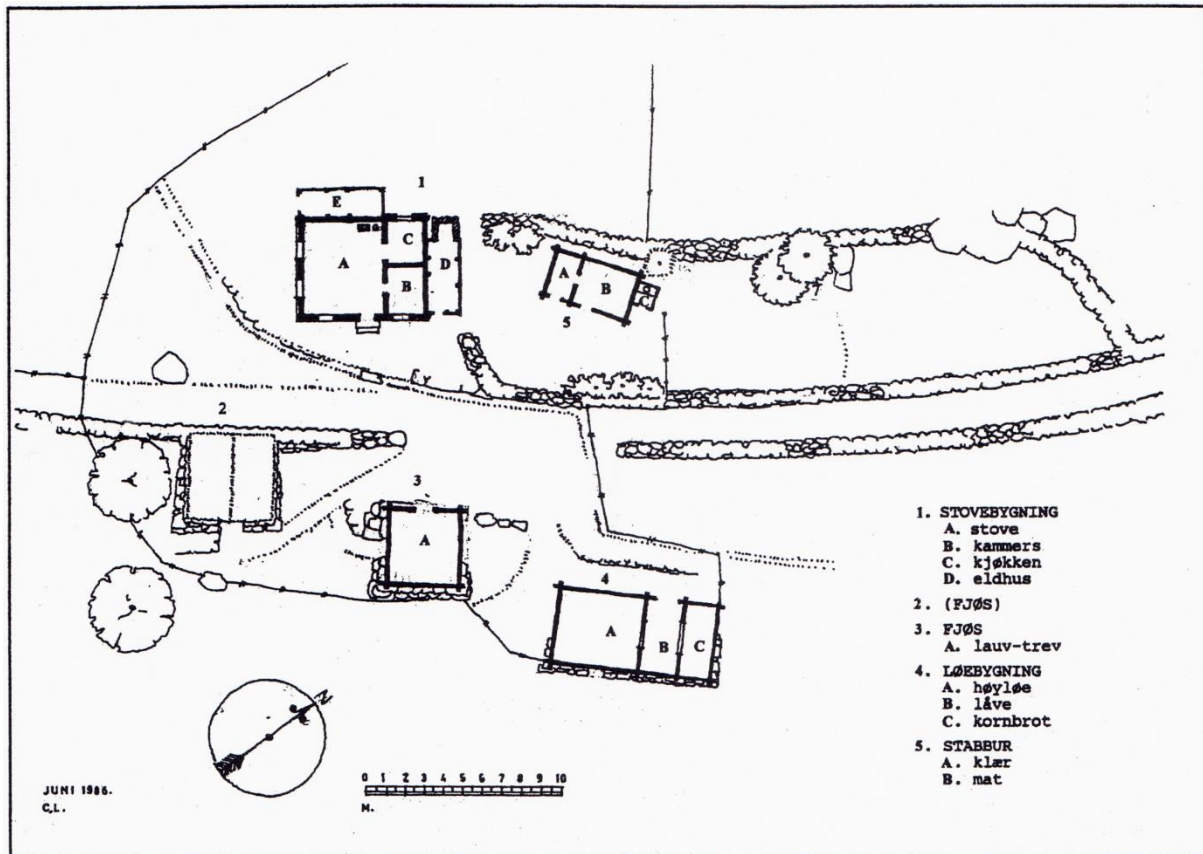 1
E
C
A
D
B
A
B
C
5
2
3
A
4
A
B
C
N
1. STOVEBYGNING
A. stove
B. kammers
C. kjøkken
D. eldhus
2. (FJØS)
3. FJØS
A. lauv-trev
4. LØEBYGNING
A. høyløe
B. låve
C. kornbrot
5. STABBUR
A. klær
B. mat
JUNI 1986.
C.L.
0 1 2 3 4 5 6 7 8 9 10
M.